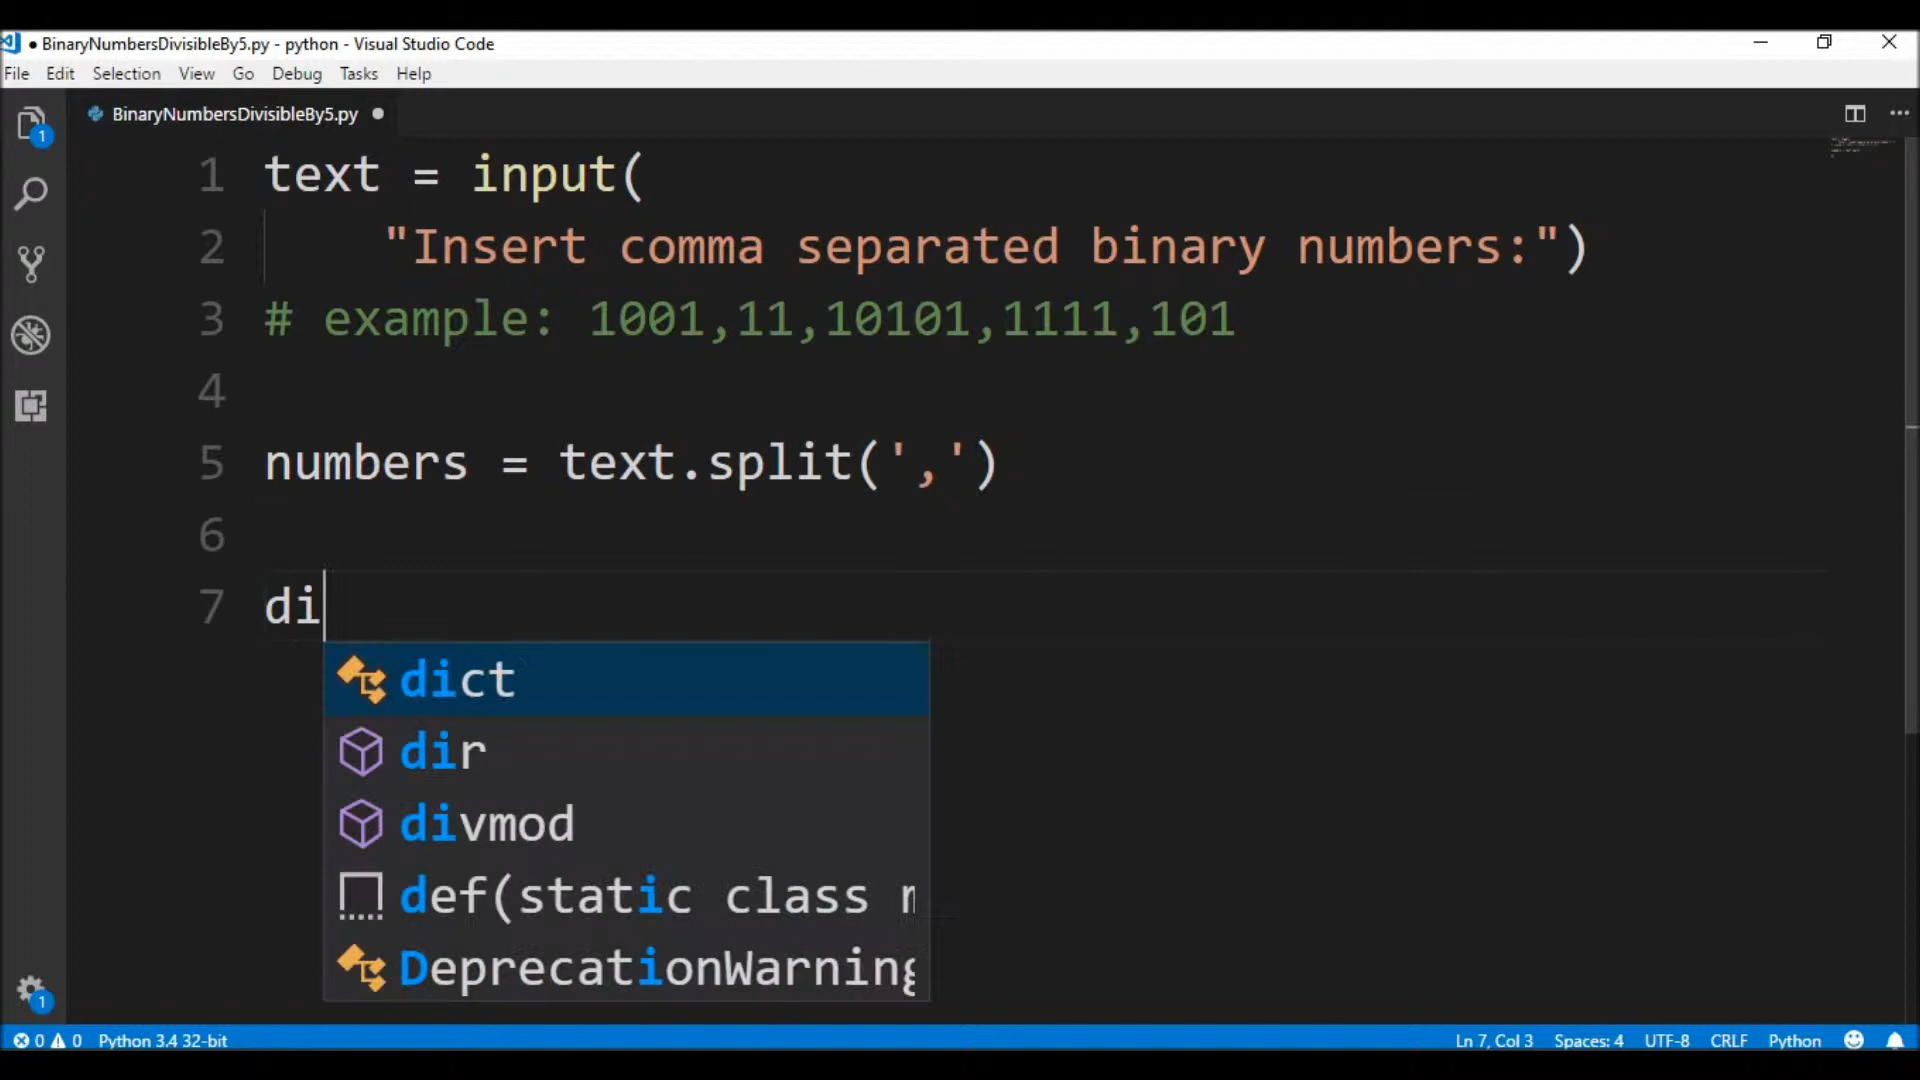 ● BinaryNumbersDivisibleBy5.py - python - Visual Studio Code
File Edit Selection View Go Debug Tasks Help
1
BinaryNumbersDivisibleBy5.py
1 text = input(
2 "Insert comma separated binary numbers:")
3 # example: 1001,11,10101,1111,101
4
5 numbers = text.split(',')
6
7 di
dict
dir
divmod
def(static class
DeprecationWarning
1
0 0 Python 3.4 32-bit Ln 7, Col 3 Spaces: 4 UTF-8 CRLF Python